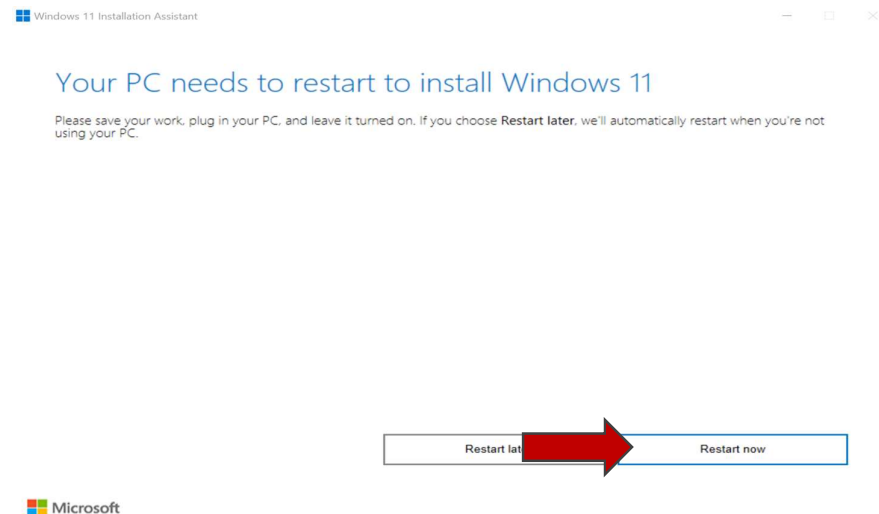 Windows 11 Installation Assistant
Your PC needs to restart to install Windows 11
Please save your work, plug in your PC, and leave it turned on. If you choose Restart later, we'll automatically restart when you're not
using your PC.
Restart Restart now
Microsoft